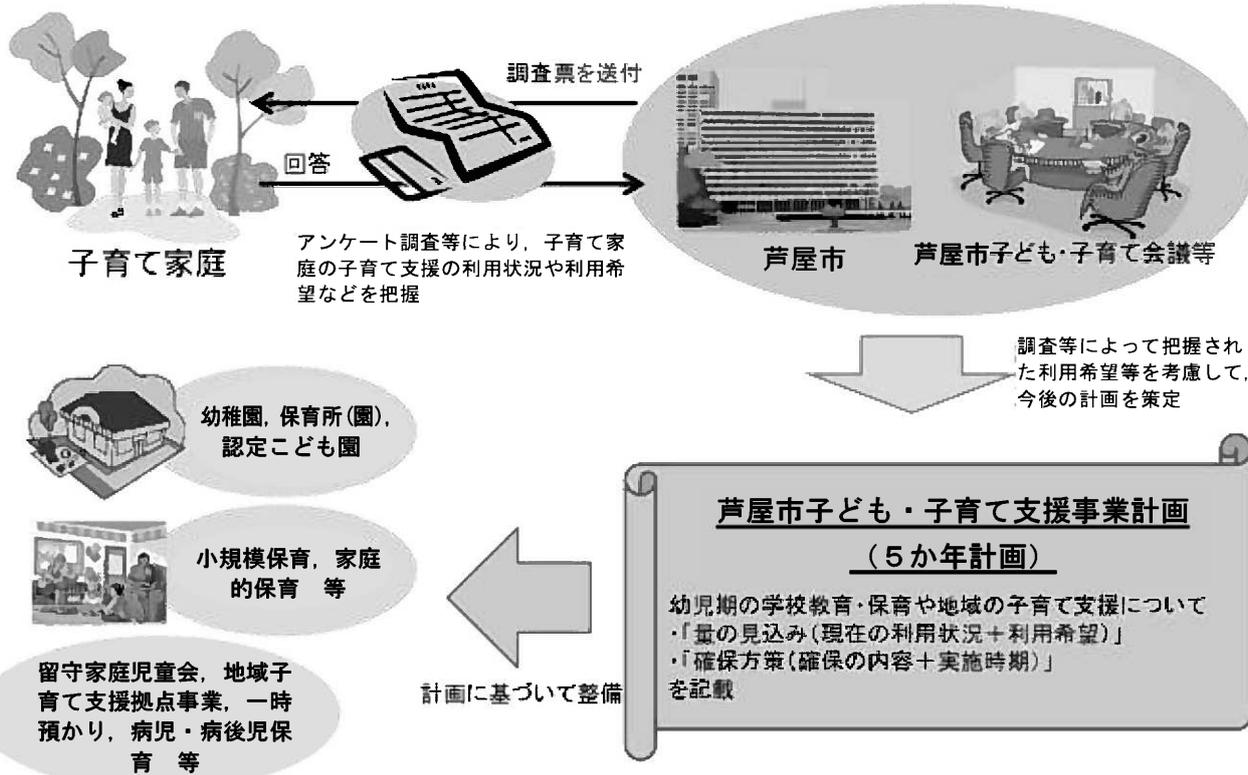 調査票を送付
回答
子育て家庭
アンケート調査等により，子育て家
庭の子育て支援の利用状況や利用希
望などを把握
芦屋市
芦屋市子ども・子育て会議等
調査等によって把握され
た利用希望等を考慮して，
今後の計画を策定
幼稚園，保育所(園)，
認定こども園
小規模保育，家庭
的保育　等
留守家庭児童会，地域子
育て支援拠点事業，一時
預かり，病児・病後児保
育　等
計画に基づいて整備
芦屋市子ども・子育て支援事業計画
（５か年計画）
幼児期の学校教育・保育や地域の子育て支援について
・「量の見込み(現在の利用状況＋利用希望)」
・「確保方策(確保の内容＋実施時期)」
を記載